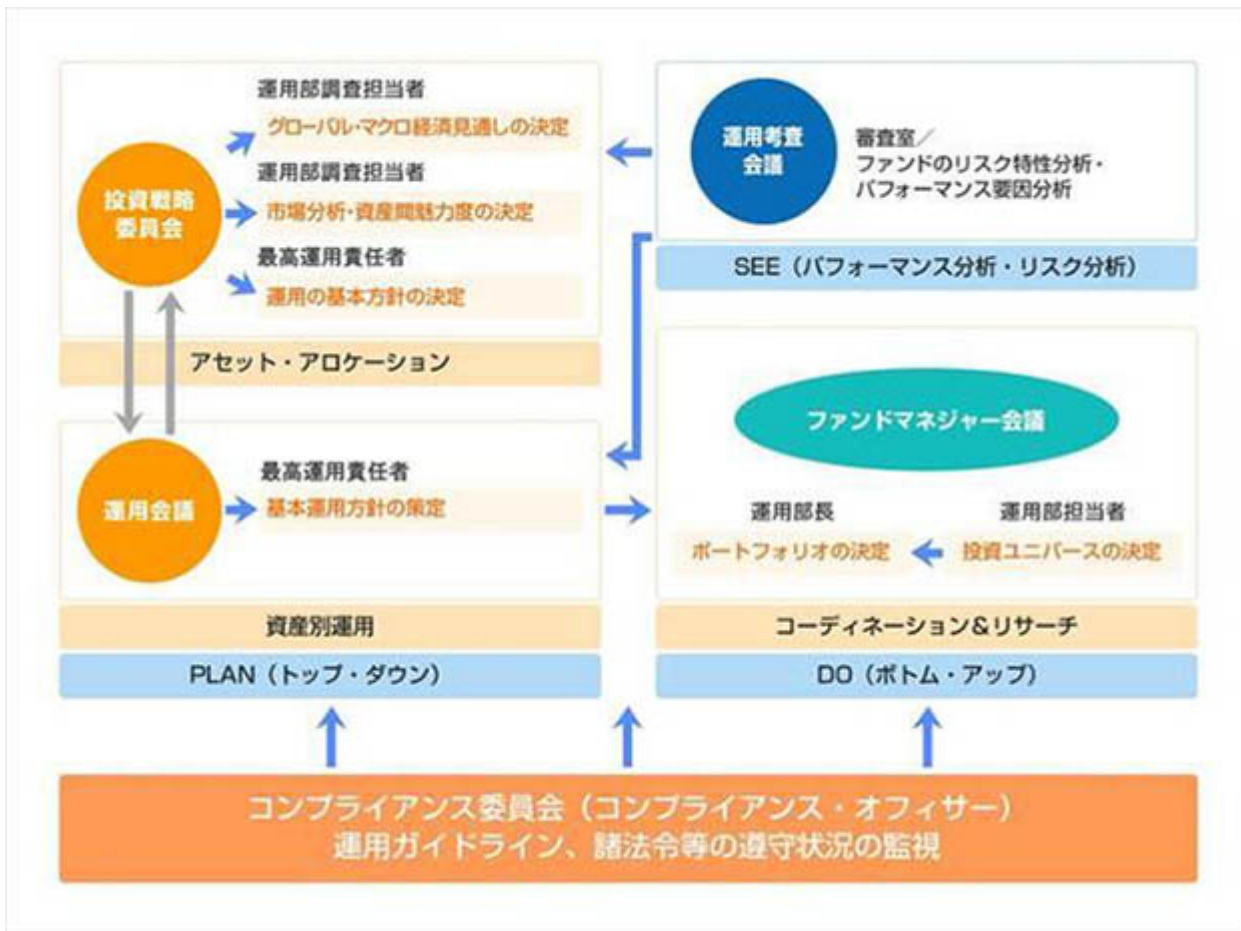 運用部調査担当者
グローバル・マクロ経済見通しの決定
投資戦略
委員会
運用部調査担当者
市場分析・資産間魅力度の決定
最高運用責任者
運用の基本方針の決定
アセット・アロケーション
運用会議
最高運用責任者
基本運用方針の策定
資産別運用
PLAN（トップ・ダウン）
運用考査
会議
審査室／
ファンドのリスク特性分析・
パフォーマンス要因分析
SEE（パフォーマンス分析・リスク分析）
ファンドマネジャー会議
運用部長
ポートフォリオの決定
運用部担当者
投資ユニバースの決定
コーディネーション＆リサーチ
DO（ボトム・アップ）
コンプライアンス委員会（コンプライアンス・オフィサー）
運用ガイドライン、諸法令等の遵守状況の監視